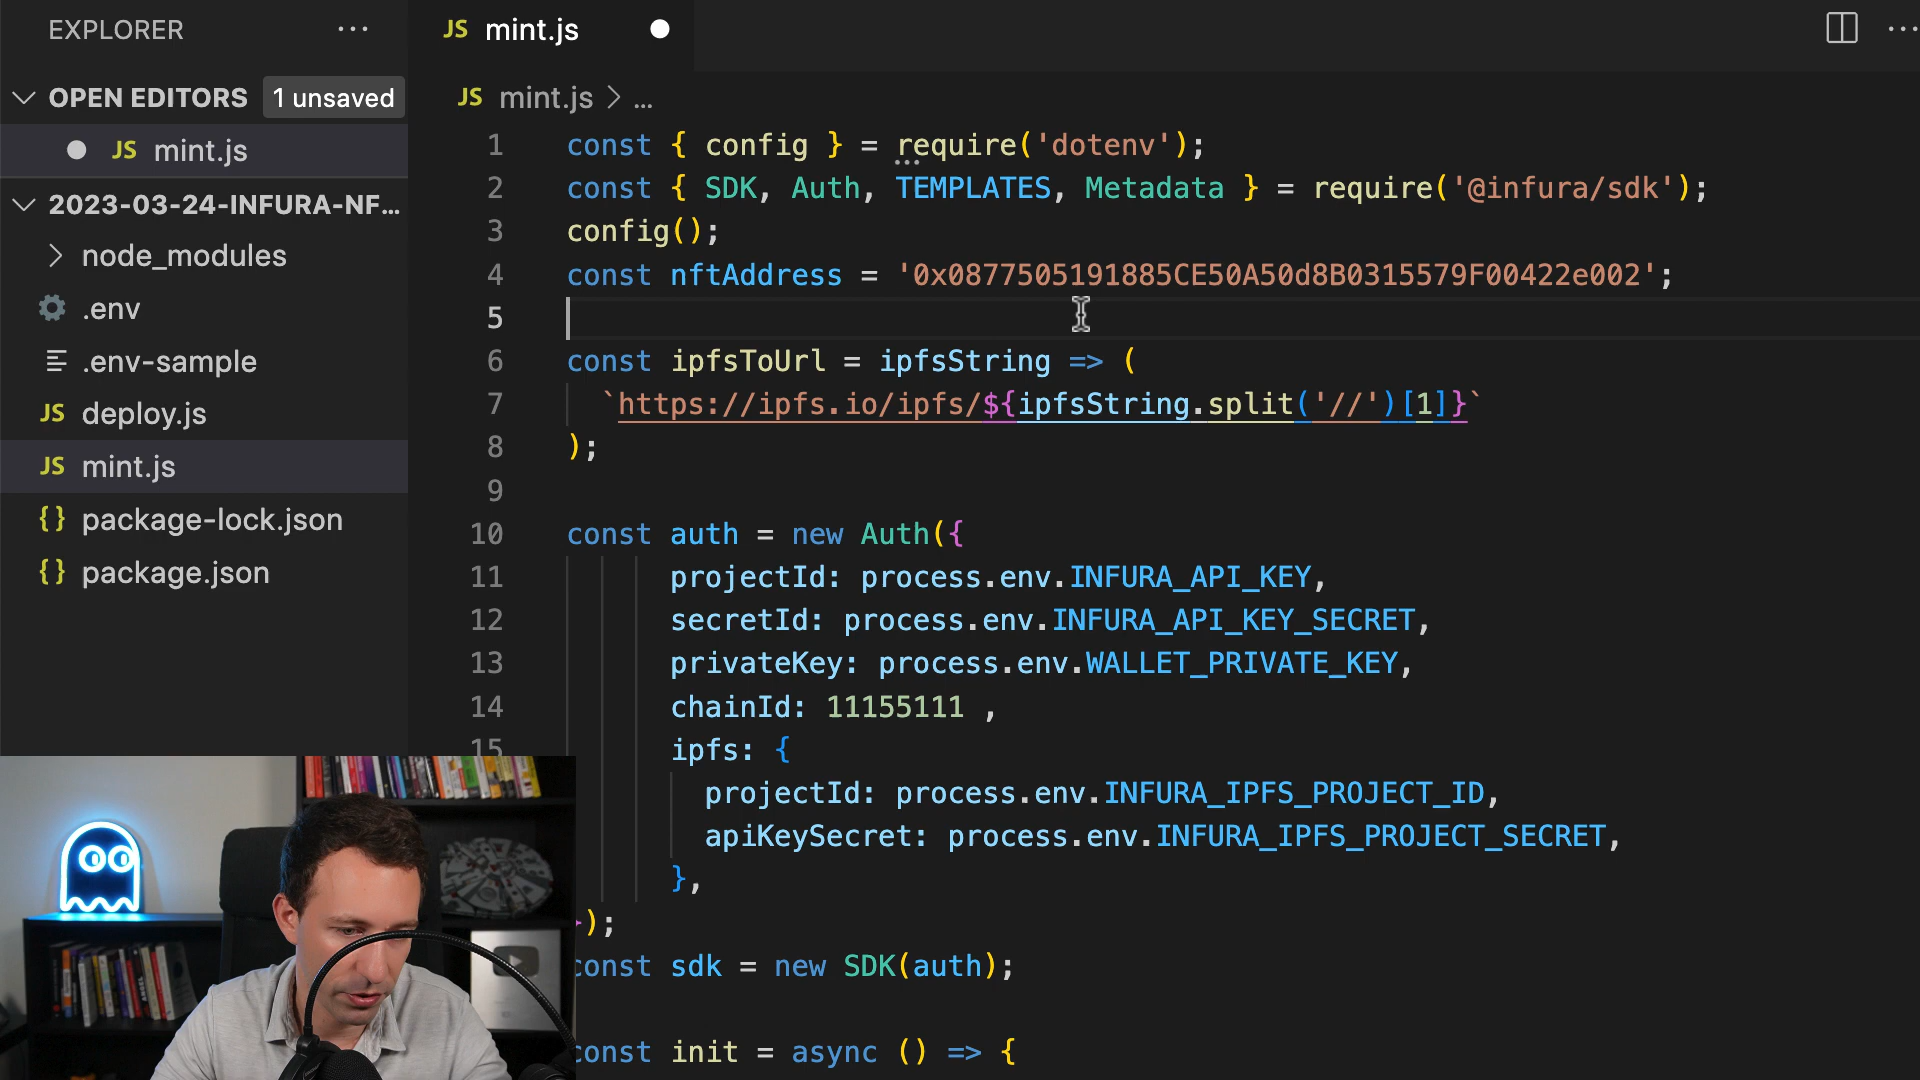 EXPLORER
···
JS mint.js
...
OPEN EDITORS 1 unsaved
JS mint.js
2023-03-24-INFURA-NF...
node_modules
.env
.env-sample
JS deploy.js
JS mint.js
{} package-lock.json
{} package.json
JS mint.js > ...
1 const { config } = require('dotenv');
2 const { SDK, Auth, TEMPLATES, Metadata } = require('@infura/sdk');
3 config();
4 const nftAddress = '0x0877505191885CE50A50d8B0315579F00422e002';
5
6 const ipfsToUrl = ipfsString => (
7 `https://ipfs.io/ipfs/${ipfsString.split('//')[1]}`
8 );
9
10 const auth = new Auth({
11 projectId: process.env.INFURA_API_KEY,
12 secretId: process.env.INFURA_API_KEY_SECRET,
13 privateKey: process.env.WALLET_PRIVATE_KEY,
14 chainId: 11155111 ,
15 ipfs: {
projectId: process.env.INFURA_IPFS_PROJECT_ID,
apiKeySecret: process.env.INFURA_IPFS_PROJECT_SECRET,
},
});
const sdk = new SDK(auth);
const init = async () => {